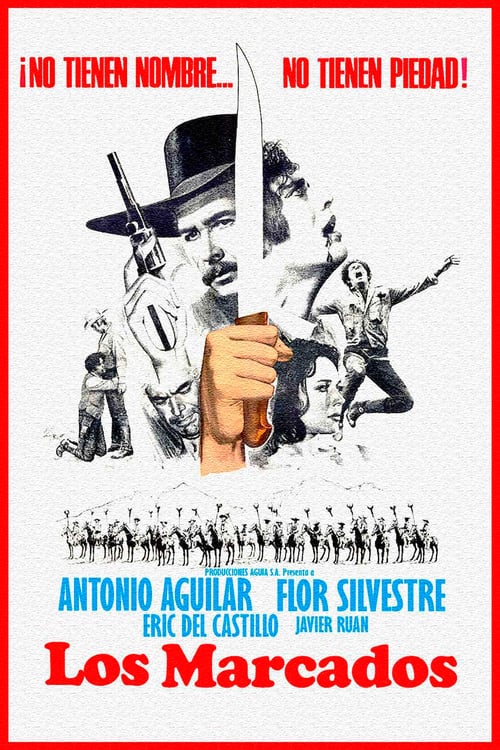 ¡NO TIENEN NOMBRE... NO TIENEN PIEDAD!
PRODUCCIONES AGUILA S.A. Presenta a
ANTONIO AGUILAR FLOR SILVESTRE
ERIC DEL CASTILLO JAVIER RUAN
Los Marcados